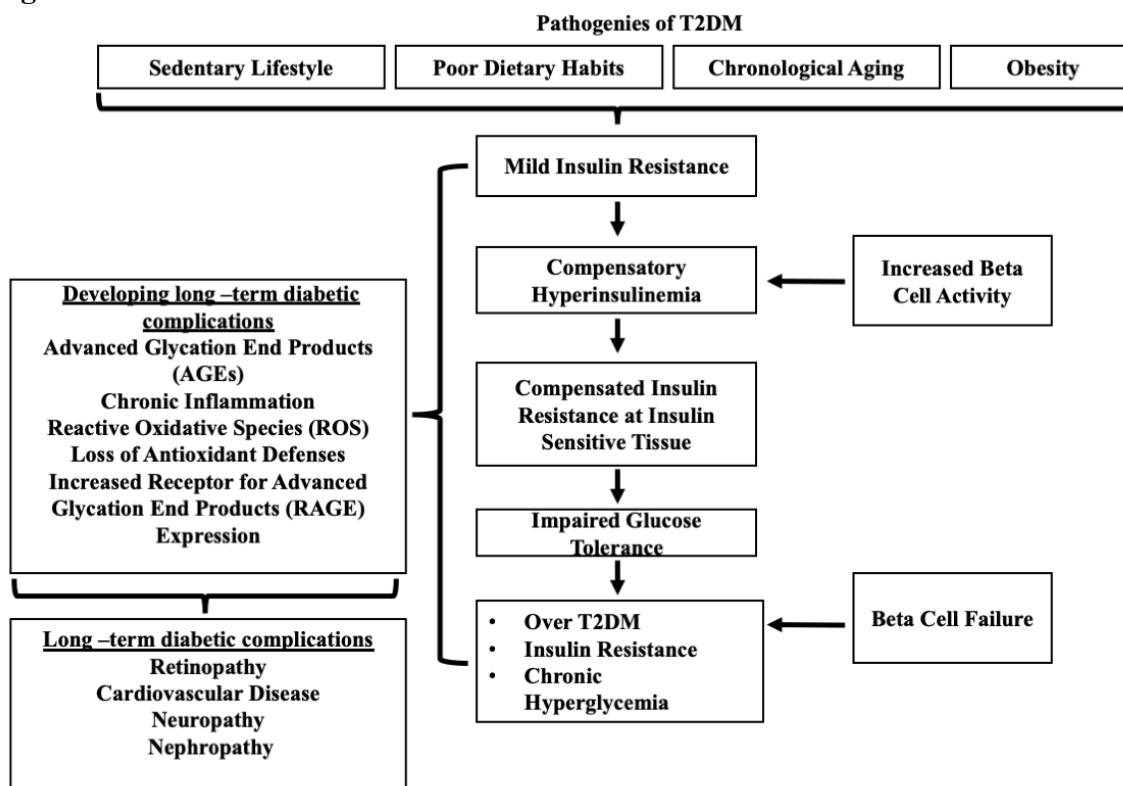 Pathogenies of T2DM
Sedentary Lifestyle
Poor Dietary Habits
Chronological Aging
Obesity
Mild Insulin Resistance
Compensatory
Hyperinsulinemia
Increased Beta
Cell Activity
Compensated Insulin
Resistance at Insulin
Sensitive Tissue
Impaired Glucose
Tolerance
• Over T2DM
• Insulin Resistance
• Chronic
Hyperglycemia
Beta Cell Failure
Developing long –term diabetic
complications
Advanced Glycation End Products
(AGEs)
Chronic Inflammation
Reactive Oxidative Species (ROS)
Loss of Antioxidant Defenses
Increased Receptor for Advanced
Glycation End Products (RAGE)
Expression
Long –term diabetic complications
Retinopathy
Cardiovascular Disease
Neuropathy
Nephropathy